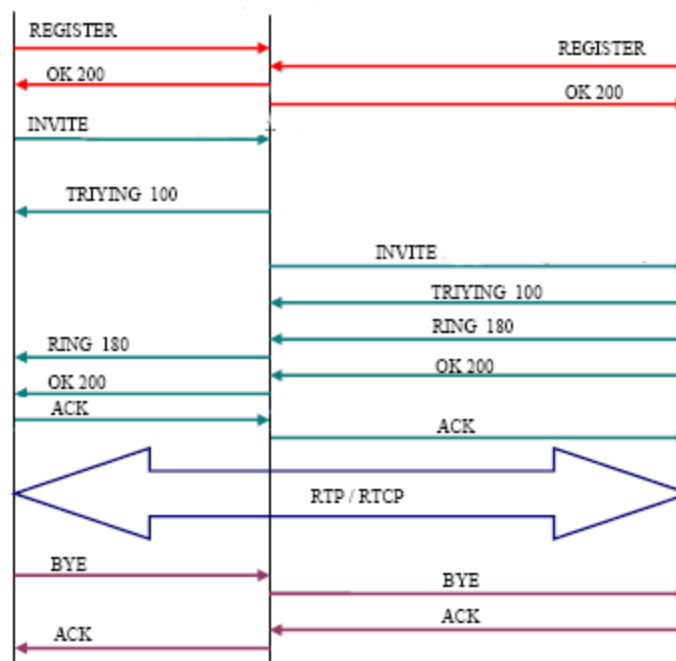 REGISTER
REGISTER
OK 200
OK 200
INVITE
TRIYING 100
INVITE
TRIYING 100
RING 180
RING 180
OK 200
OK 200
ACK
ACK
RTP / RTCP
BYE
BYE
ACK
ACK